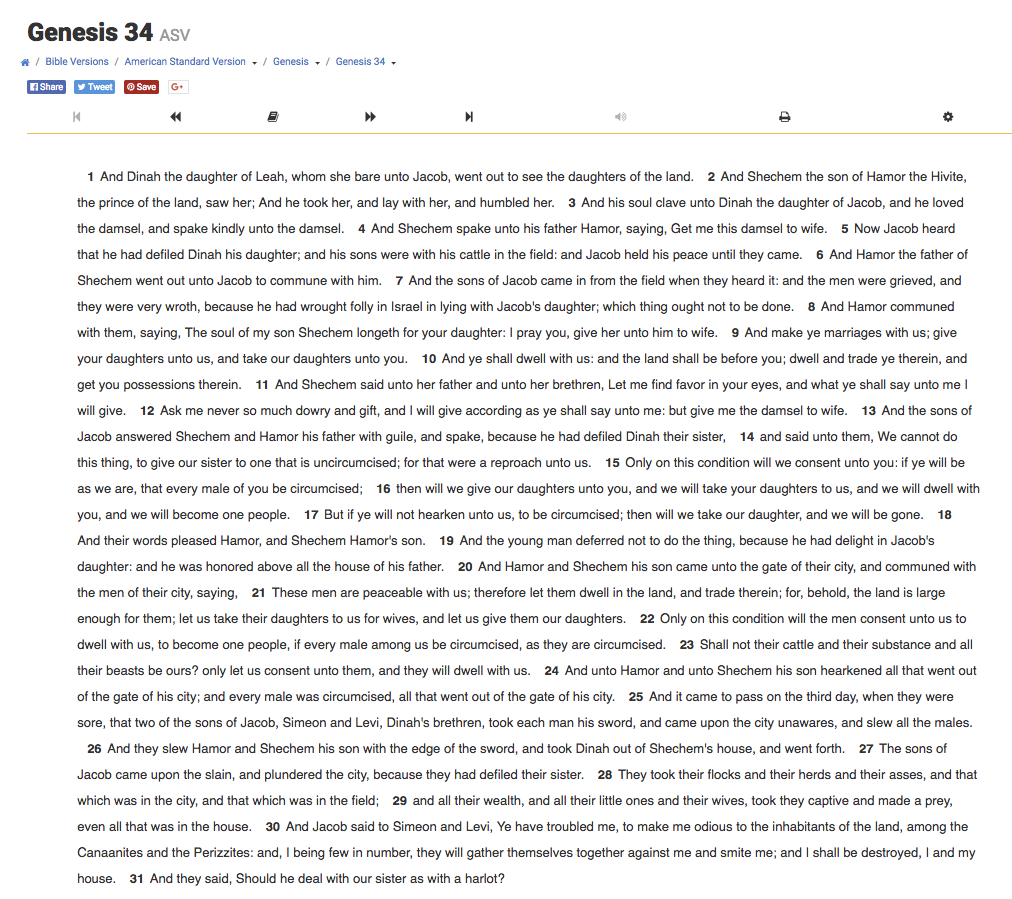 Genesis 34 ASV
/ Bible Versions / American Standard Version / Genesis / Genesis 34
Share Tweet Save G+
1 And Dinah the daughter of Leah, whom she bare unto Jacob, went out to see the daughters of the land. 2 And Shechem the son of Hamor the Hivite,
the prince of the land, saw her; And he took her, and lay with her, and humbled her. 3 And his soul clave unto Dinah the daughter of Jacob, and he loved
the damsel, and spake kindly unto the damsel. 4 And Shechem spake unto his father Hamor, saying, Get me this damsel to wife. 5 Now Jacob heard
that he had defiled Dinah his daughter; and his sons were with his cattle in the field: and Jacob held his peace until they came. 6 And Hamor the father of
Shechem went out unto Jacob to commune with him. 7 And the sons of Jacob came in from the field when they heard it: and the men were grieved, and
they were very wroth, because he had wrought folly in Israel in lying with Jacob's daughter; which thing ought not to be done. 8 And Hamor communed
with them, saying, The soul of my son Shechem longeth for your daughter: I pray you, give her unto him to wife. 9 And make ye marriages with us; give
your daughters unto us, and take our daughters unto you. 10 And ye shall dwell with us: and the land shall be before you; dwell and trade ye therein, and
get you possessions therein. 11 And Shechem said unto her father and unto her brethren, Let me find favor in your eyes, and what ye shall say unto me I
will give. 12 Ask me never so much dowry and gift, and I will give according as ye shall say unto me: but give me the damsel to wife. 13 And the sons of
Jacob answered Shechem and Hamor his father with guile, and spake, because he had defiled Dinah their sister, 14 and said unto them, We cannot do
this thing, to give our sister to one that is uncircumcised; for that were a reproach unto us. 15 Only on this condition will we consent unto you: if ye will be
as we are, that every male of you be circumcised; 16 then will we give our daughters unto you, and we will take your daughters to us, and we will dwell with
you, and we will become one people. 17 But if ye will not hearken unto us, to be circumcised; then will we take our daughter, and we will be gone. 18
And their words pleased Hamor, and Shechem Hamor's son. 19 And the young man deferred not to do the thing, because he had delight in Jacob's
daughter: and he was honored above all the house of his father. 20 And Hamor and Shechem his son came unto the gate of their city, and communed with
the men of their city, saying, 21 These men are peaceable with us; therefore let them dwell in the land, and trade therein; for, behold, the land is large
enough for them; let us take their daughters to us for wives, and let us give them our daughters. 22 Only on this condition will the men consent unto us to
dwell with us, to become one people, if every male among us be circumcised, as they are circumcised. 23 Shall not their cattle and their substance and all
their beasts be ours? only let us consent unto them, and they will dwell with us. 24 And unto Hamor and unto Shechem his son hearkened all that went out
of the gate of his city; and every male was circumcised, all that went out of the gate of his city. 25 And it came to pass on the third day, when they were
sore, that two of the sons of Jacob, Simeon and Levi, Dinah's brethren, took each man his sword, and came upon the city unawares, and slew all the males.
26 And they slew Hamor and Shechem his son with the edge of the sword, and took Dinah out of Shechem's house, and went forth. 27 The sons of
Jacob came upon the slain, and plundered the city, because they had defiled their sister. 28 They took their flocks and their herds and their asses, and that
which was in the city, and that which was in the field; 29 and all their wealth, and all their little ones and their wives, took they captive and made a prey,
even all that was in the house. 30 And Jacob said to Simeon and Levi, Ye have troubled me, to make me odious to the inhabitants of the land, among the
Canaanites and the Perizzites: and, I being few in number, they will gather themselves together against me and smite me; and I shall be destroyed, I and my
house. 31 And they said, Should he deal with our sister as with a harlot?